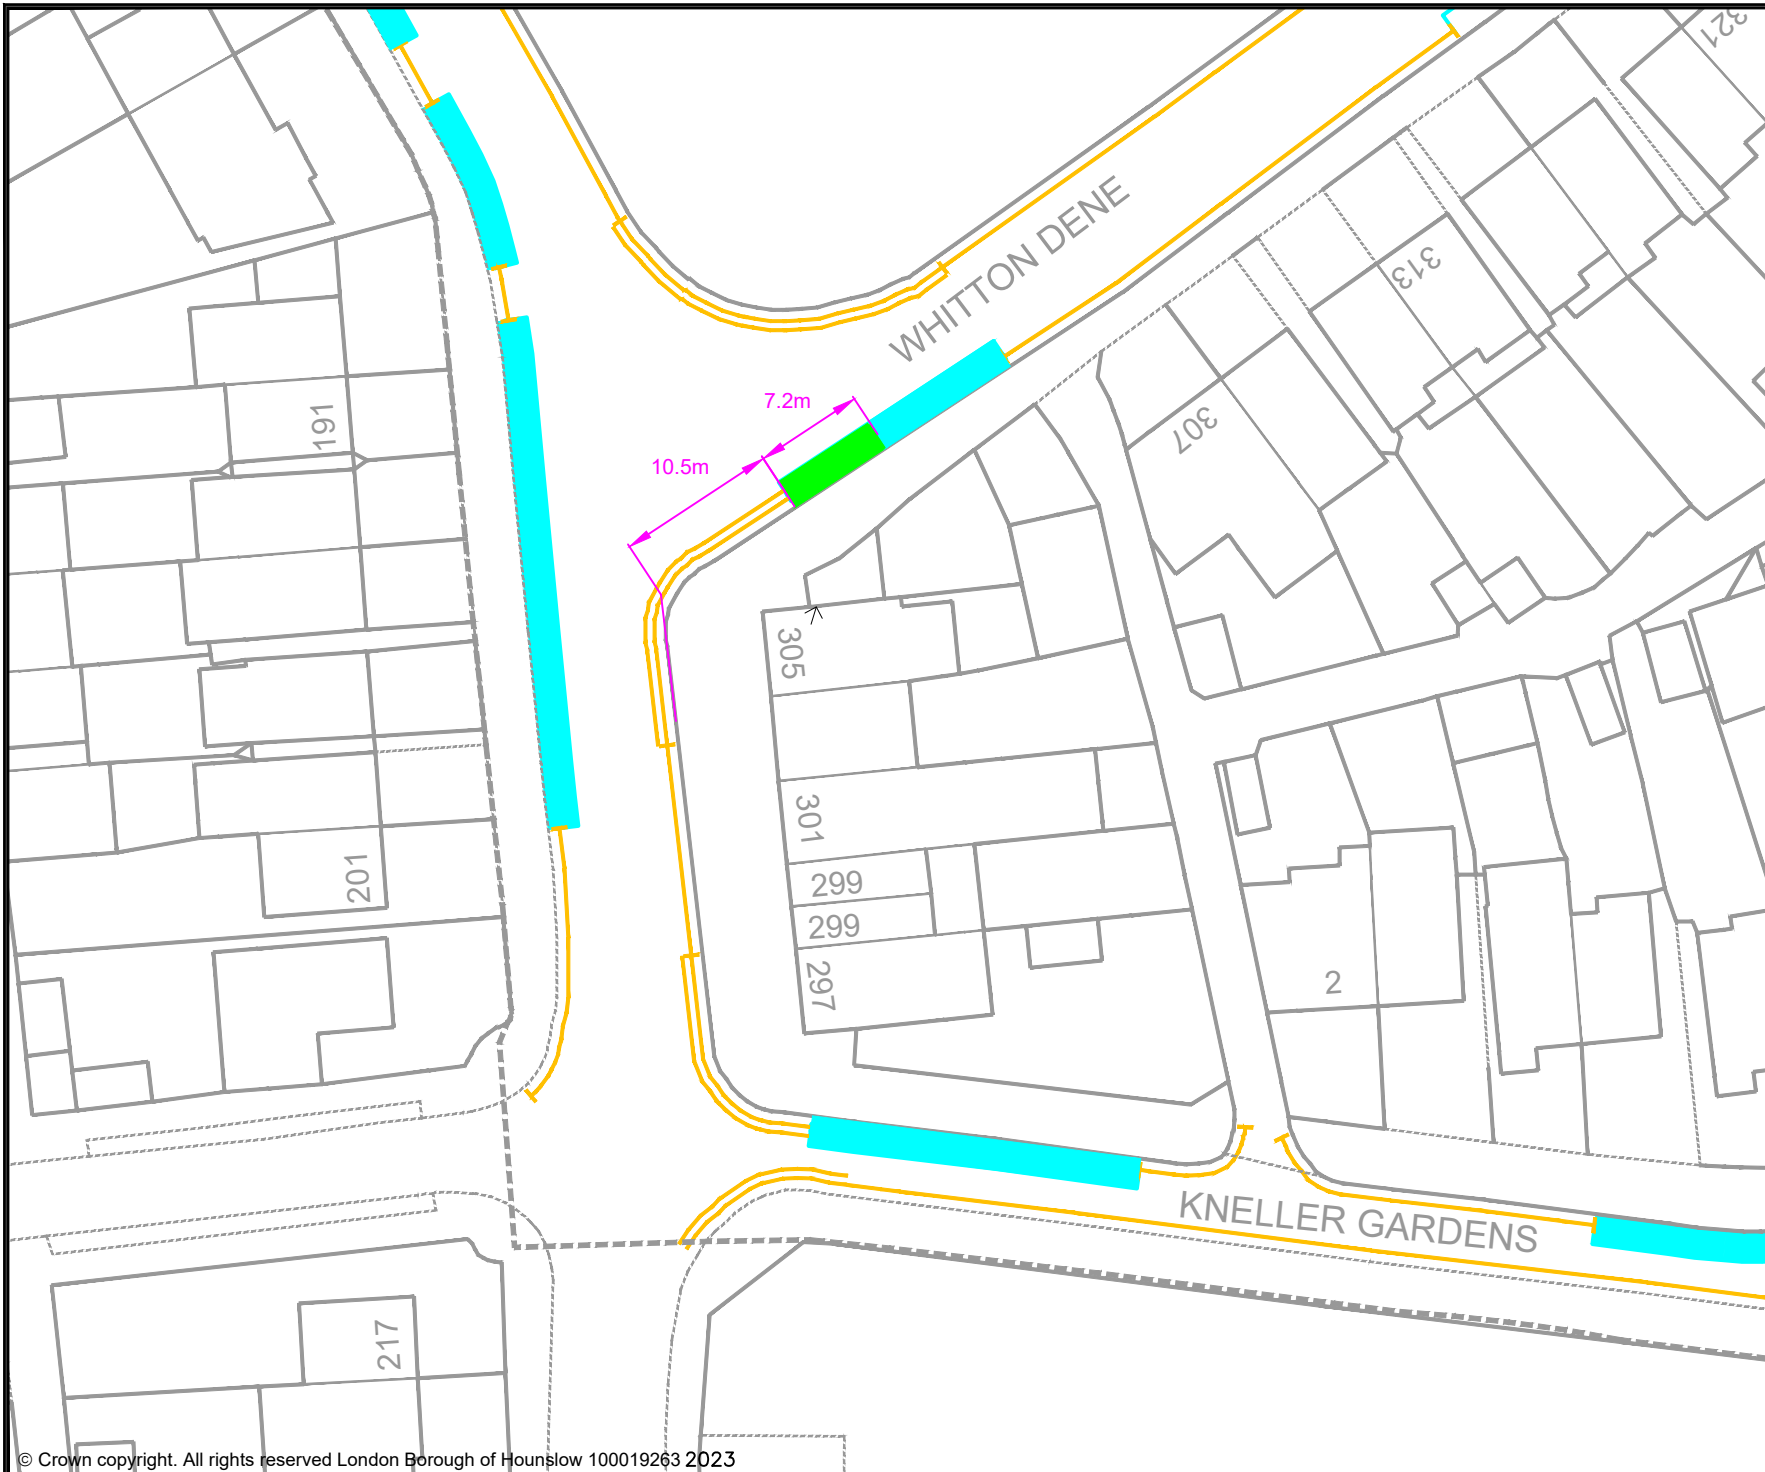 321
WHITTON DENE
313
191
7.2m
307
10.5m
305
301
201
299
299
297
2
KNELLER GARDENS
217
© Crown copyright. All rights reserved London Borough of Hounslow 100019263 2023